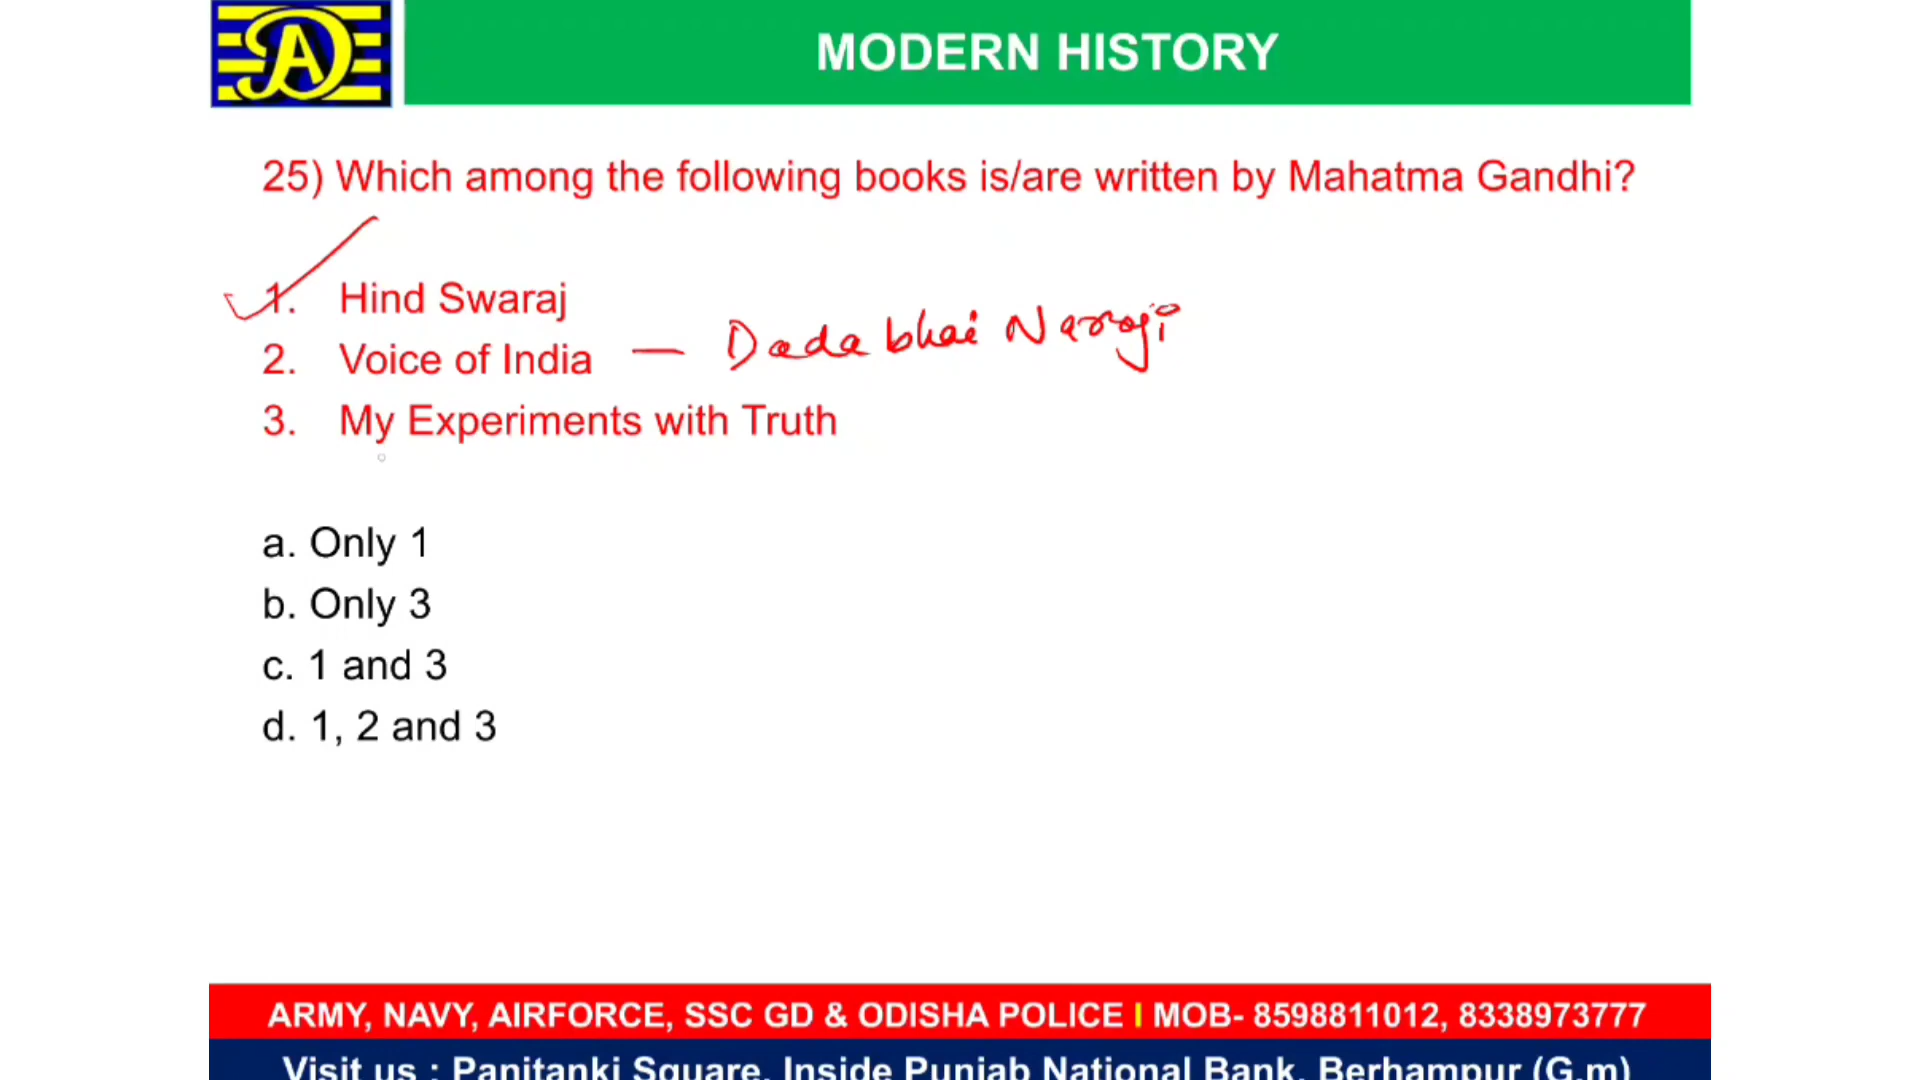 DA
MODERN HISTORY
25) Which among the following books is/are written by Mahatma Gandhi?
1. Hind Swaraj
2. Voice of India — Dadabhai Naroji
3. My Experiments with Truth
a. Only 1
b. Only 3
c. 1 and 3
d. 1, 2 and 3
ARMY, NAVY, AIRFORCE, SSC GD & ODISHA POLICE I MOB- 8598811012, 8338973777
Visit us : Panitanki Square, Inside Punjab National Bank, Berhampur (G.m)